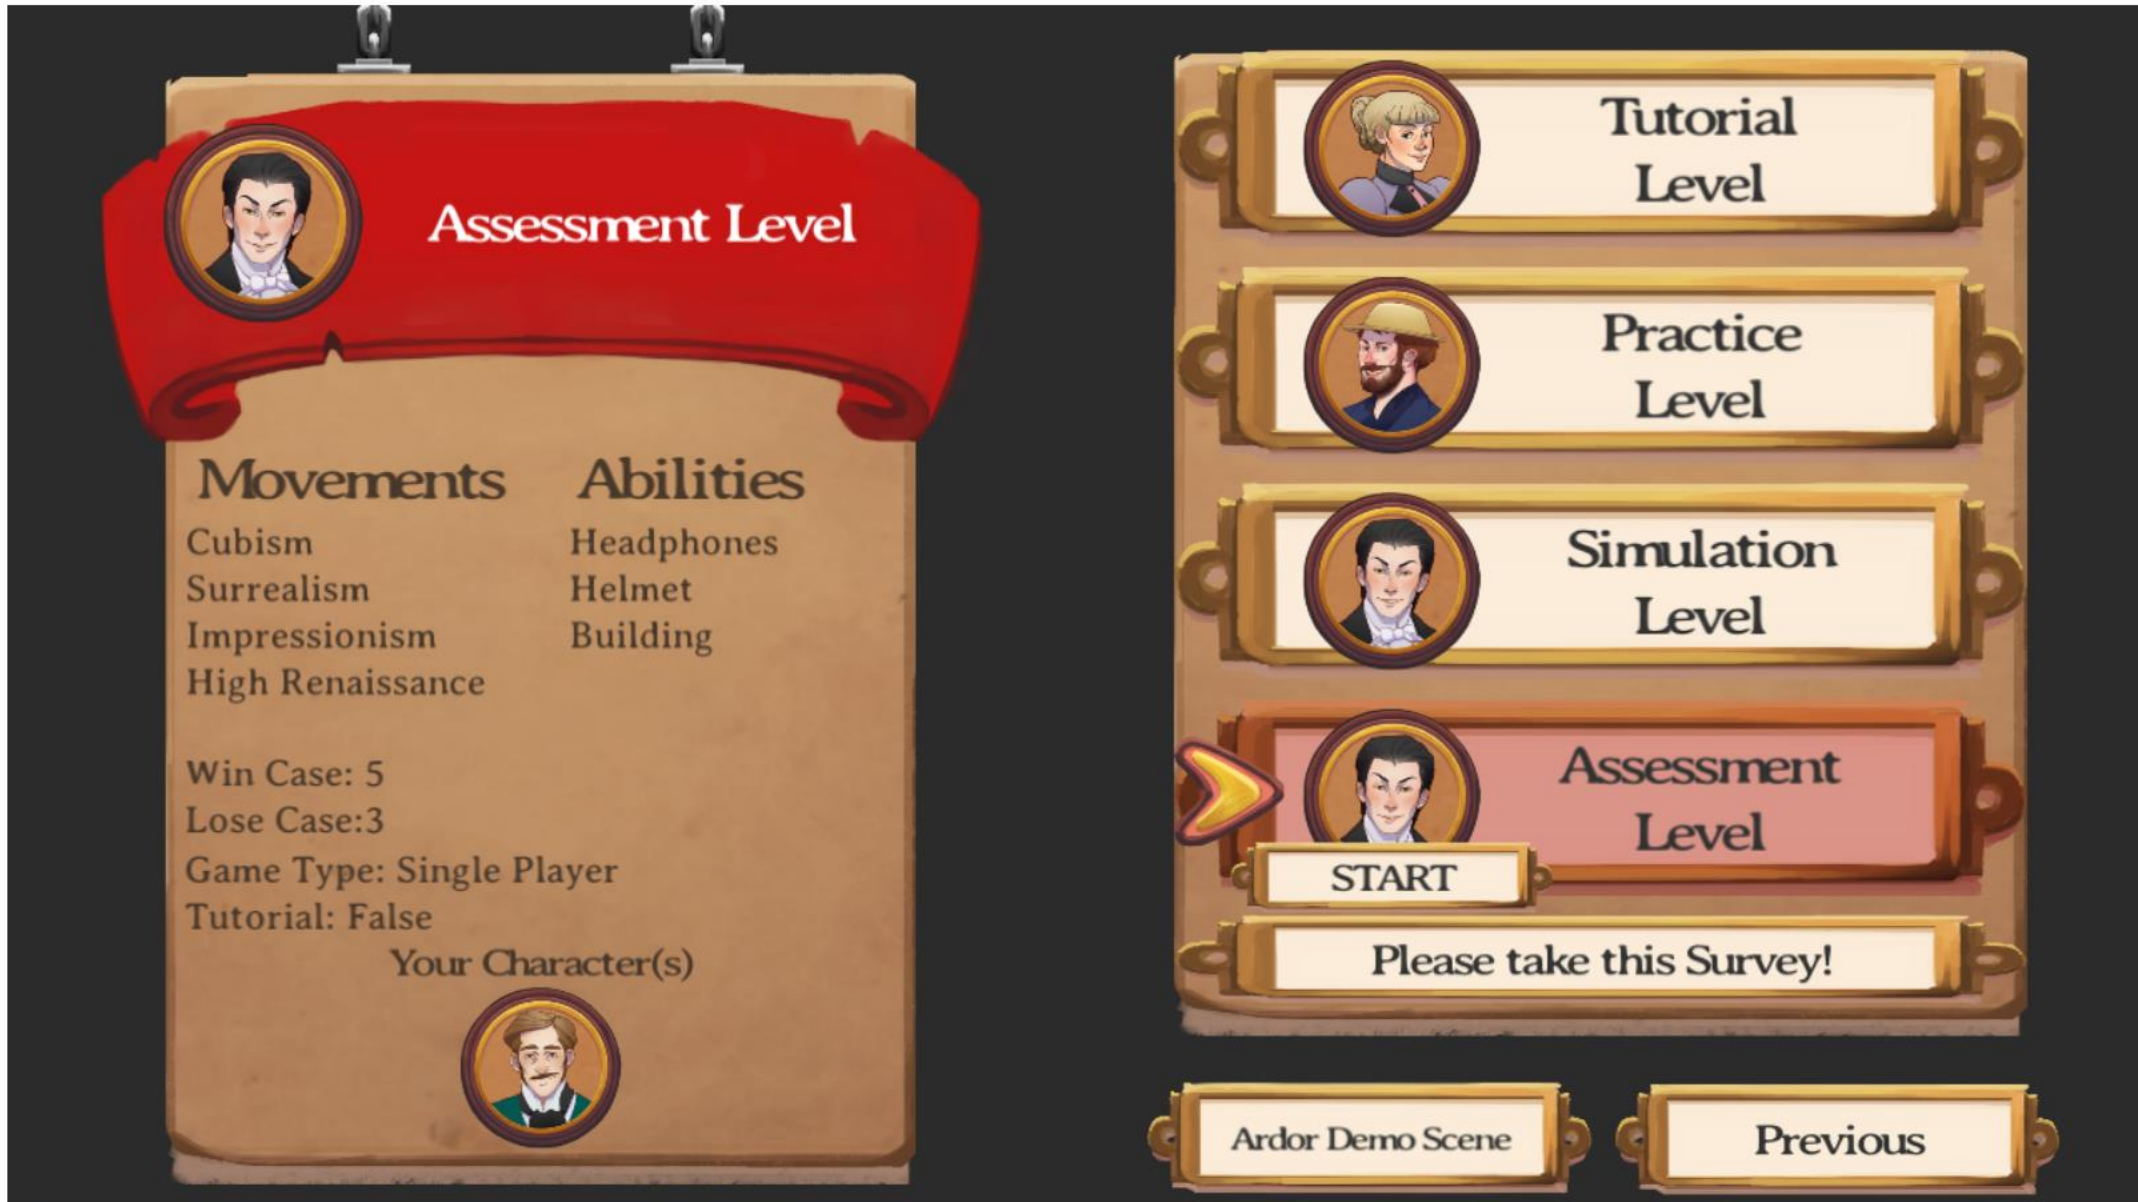 Assessment Level
Movements
Cubism
Surrealism
Impressionism
High Renaissance
Abilities
Headphones
Helmet
Building
Win Case: 5
Lose Case:3
Game Type: Single Player
Tutorial: False
Your Character(s)
Tutorial
Level
Practice
Level
Simulation
Level
Assessment
Level
START
Please take this Survey!
Ardor Demo Scene
Previous